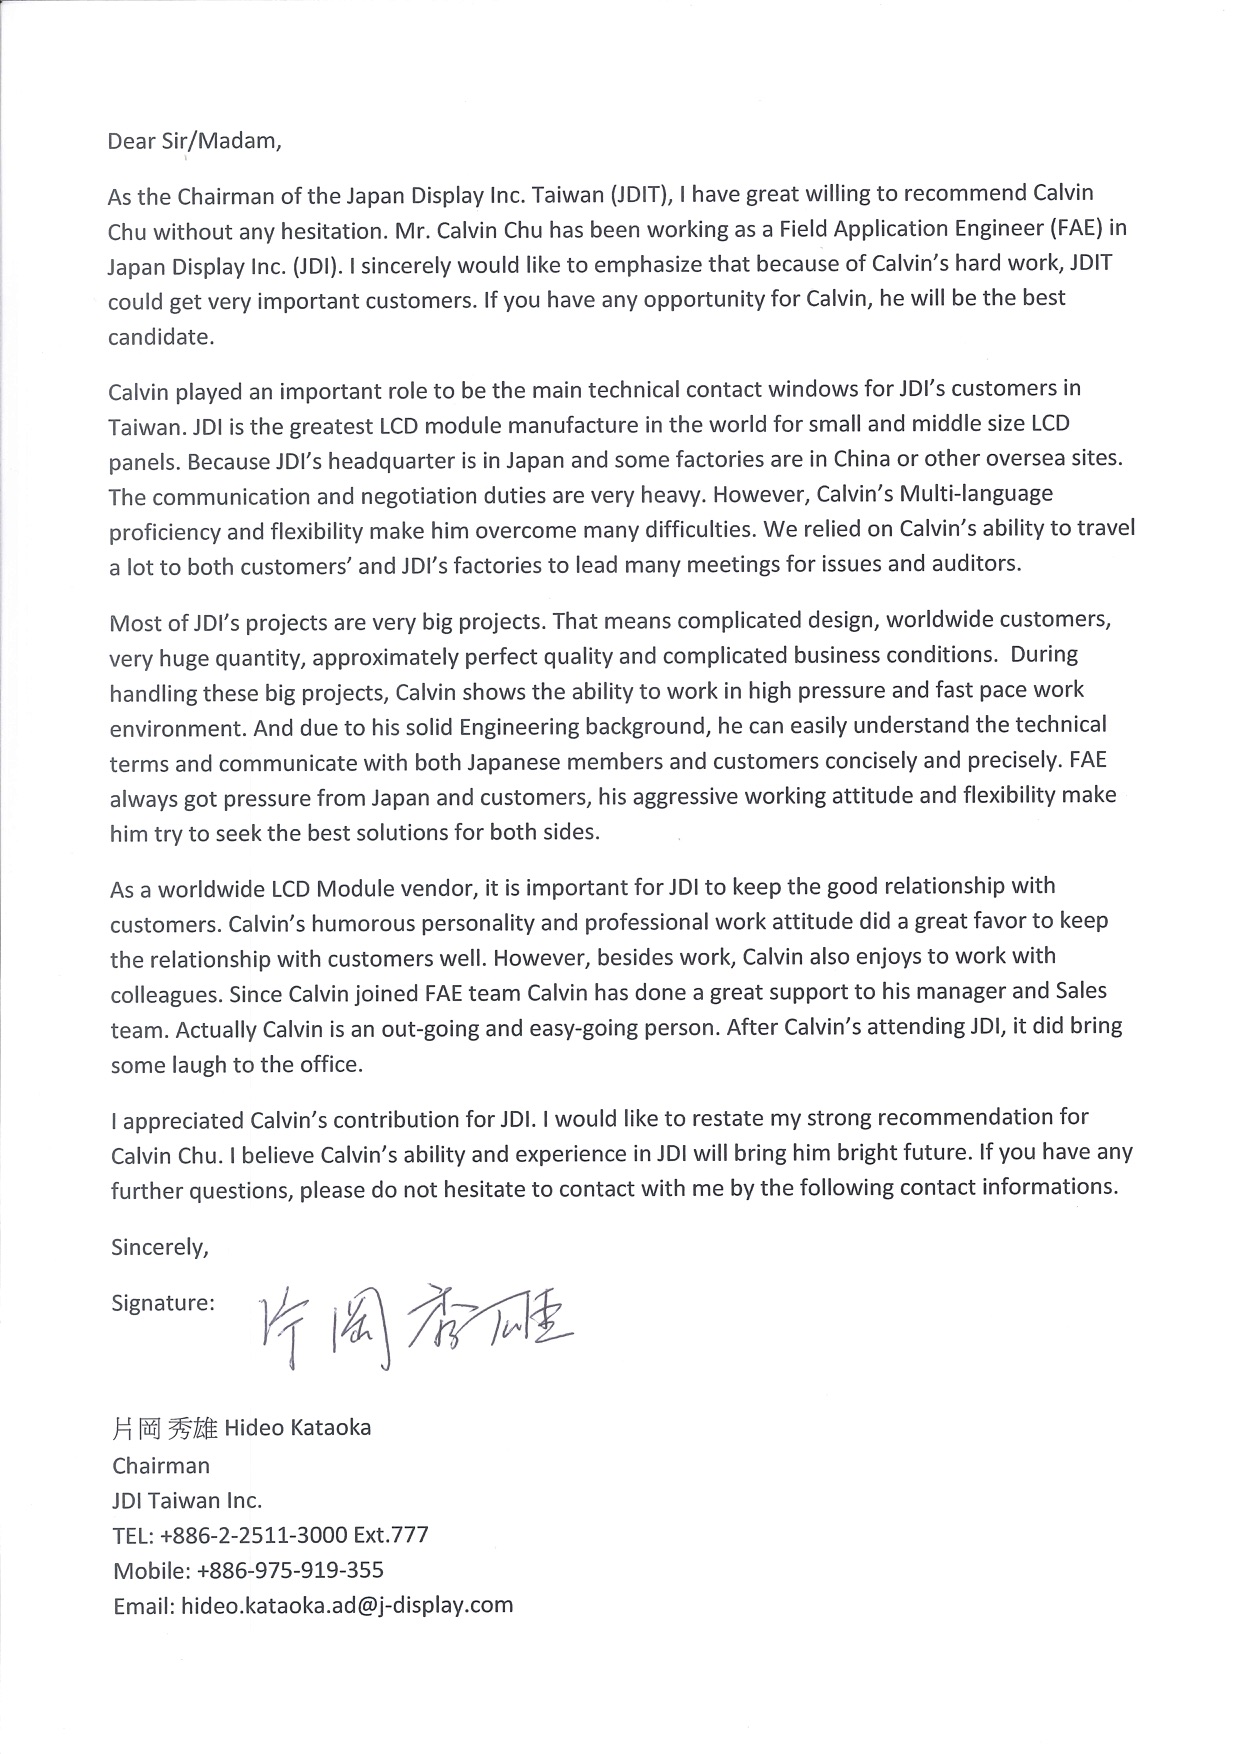 Dear Sir/Madam,
As the Chairman of the Japan Display Inc. Taiwan (JDIT), I have great willing to recommend Calvin
Chu without any hesitation. Mr. Calvin Chu has been working as a Field Application Engineer (FAE) in
Japan Display Inc. (JDI). I sincerely would like to emphasize that because of Calvin's hard work, JDIT
could get very important customers. If you have any opportunity for Calvin, he will be the best
candidate.
Calvin played an important role to be the main technical contact windows for JDI's customers in
Taiwan. JDI is the greatest LCD module manufacture in the world for small and middle size LCD
panels. Because JDI's headquarter is in Japan and some factories are in China or other oversea sites.
The communication and negotiation duties are very heavy. However, Calvin's Multi-language
proficiency and flexibility make him overcome many difficulties. We relied on Calvin's ability to travel
a lot to both customers' and JDI's factories to lead many meetings for issues and auditors.
Most of JDI's projects are very big projects. That means complicated design, worldwide customers,
very huge quantity, approximately perfect quality and complicated business conditions.  During
handling these big projects, Calvin shows the ability to work in high pressure and fast pace work
environment. And due to his solid Engineering background, he can easily understand the technical
terms and communicate with both Japanese members and customers concisely and precisely. FAE
always got pressure from Japan and customers, his aggressive working attitude and flexibility make
him try to seek the best solutions for both sides.
As a worldwide LCD Module vendor, it is important for JDI to keep the good relationship with
customers. Calvin's humorous personality and professional work attitude did a great favor to keep
the relationship with customers well. However, besides work, Calvin also enjoys to work with
colleagues. Since Calvin joined FAE team Calvin has done a great support to his manager and Sales
team. Actually Calvin is an out-going and easy-going person. After Calvin's attending JDI, it did bring
some laugh to the office.
I appreciated Calvin's contribution for JDI. I would like to restate my strong recommendation for
Calvin Chu. I believe Calvin's ability and experience in JDI will bring him bright future. If you have any
further questions, please do not hesitate to contact with me by the following contact informations.
Sincerely,
Signature: 片岡秀雄
片岡 秀雄 Hideo Kataoka
Chairman
JDI Taiwan Inc.
TEL: +886-2-2511-3000 Ext.777
Mobile: +886-975-919-355
Email: hideo.kataoka.ad@j-display.com